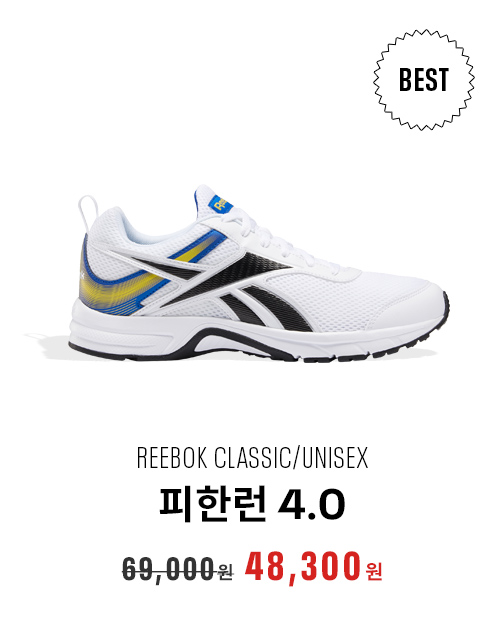 BEST
REEBOK CLASSIC/UNISEX
피한런 4.0
69,000원 48,300원